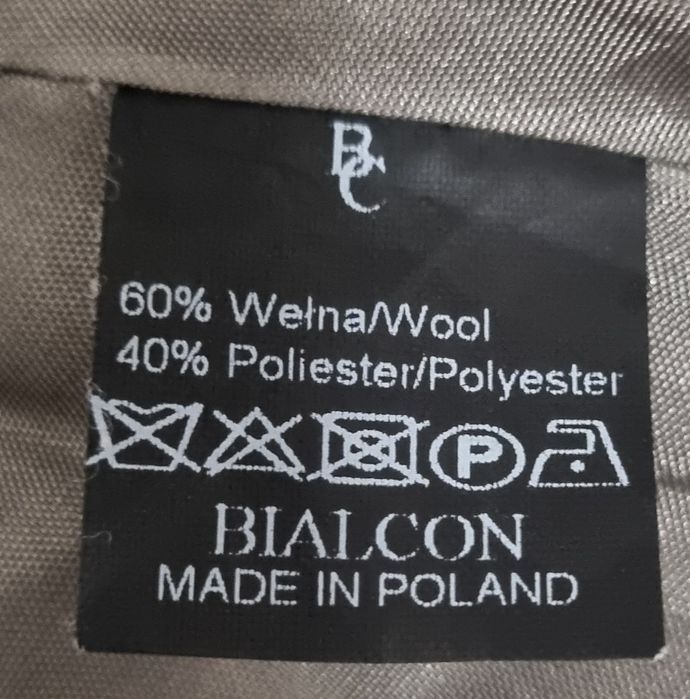 BC
60% Wełna/Wool
40% Poliester/Polyester
P
BIALCON
MADE IN POLAND